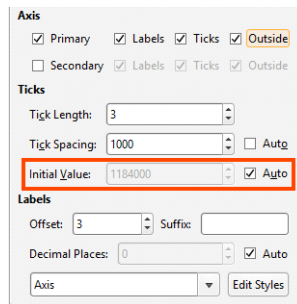 Axis
Primary Labels Ticks Outside
Secondary Labels Ticks Outside
Ticks
Tick Length: 3
Tick Spacing: 1000 Auto
Initial Value: 1184000 Auto
Labels
Offset: 3 Suffix:
Decimal Places: 0 Auto
Axis Edit Styles